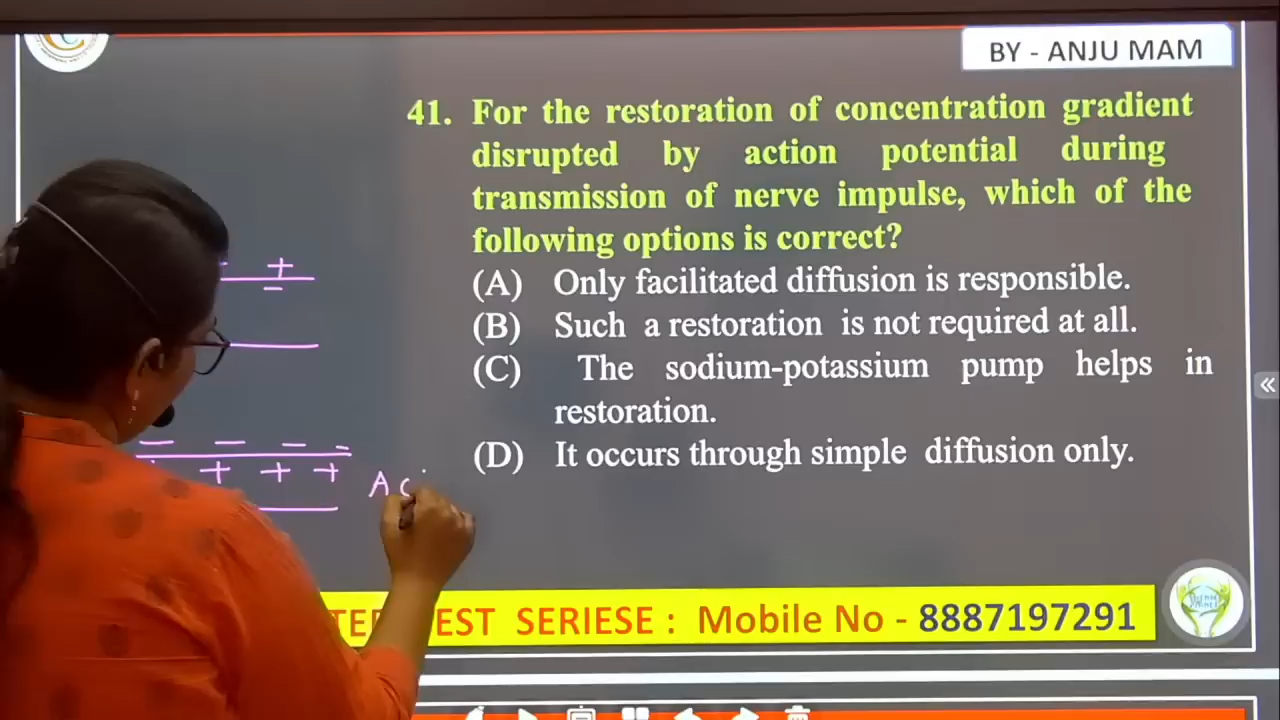 BY - ANJU MAM
41. For the restoration of concentration gradient
disrupted by action potential during
transmission of nerve impulse, which of the
following options is correct?
(A) Only facilitated diffusion is responsible.
(B) Such a restoration is not required at all.
(C) The sodium-potassium pump helps in
restoration.
(D) It occurs through simple diffusion only.
+
−
− − − −
+ + +
EST SERIESE : Mobile No - 8887197291